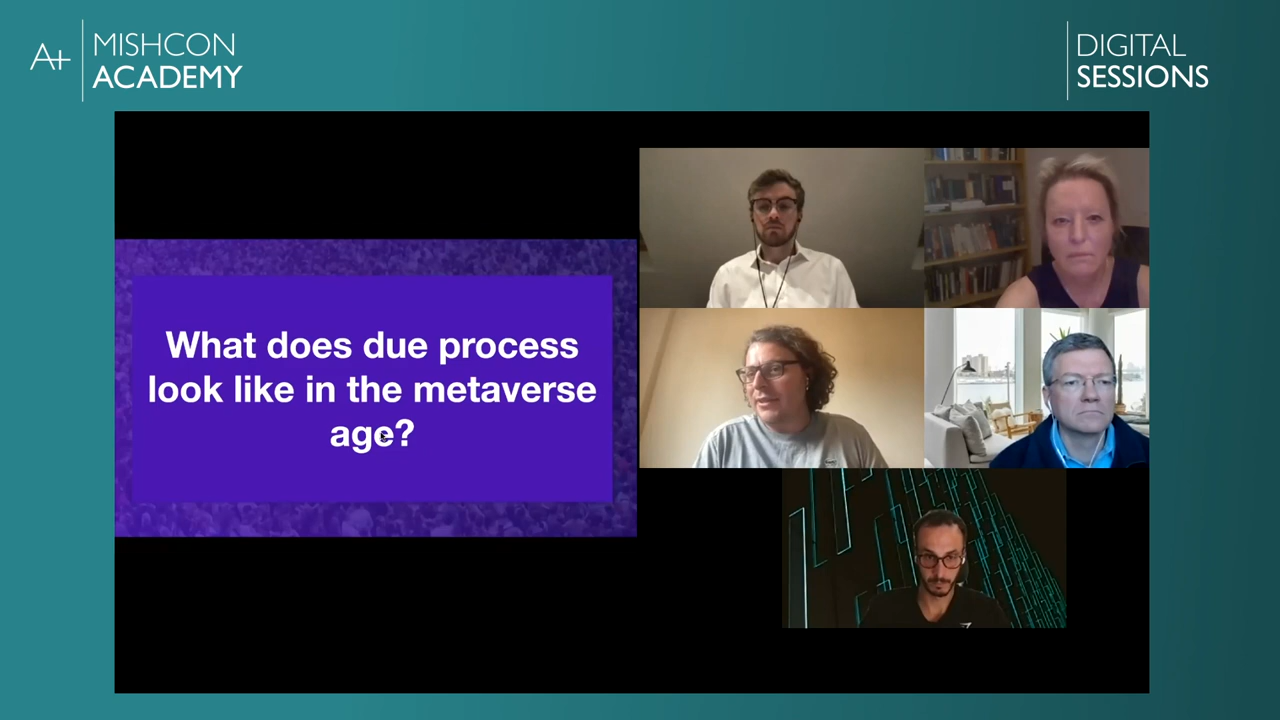 A+
MISHCON
ACADEMY
DIGITAL
SESSIONS
What does due process
look like in the metaverse
age?